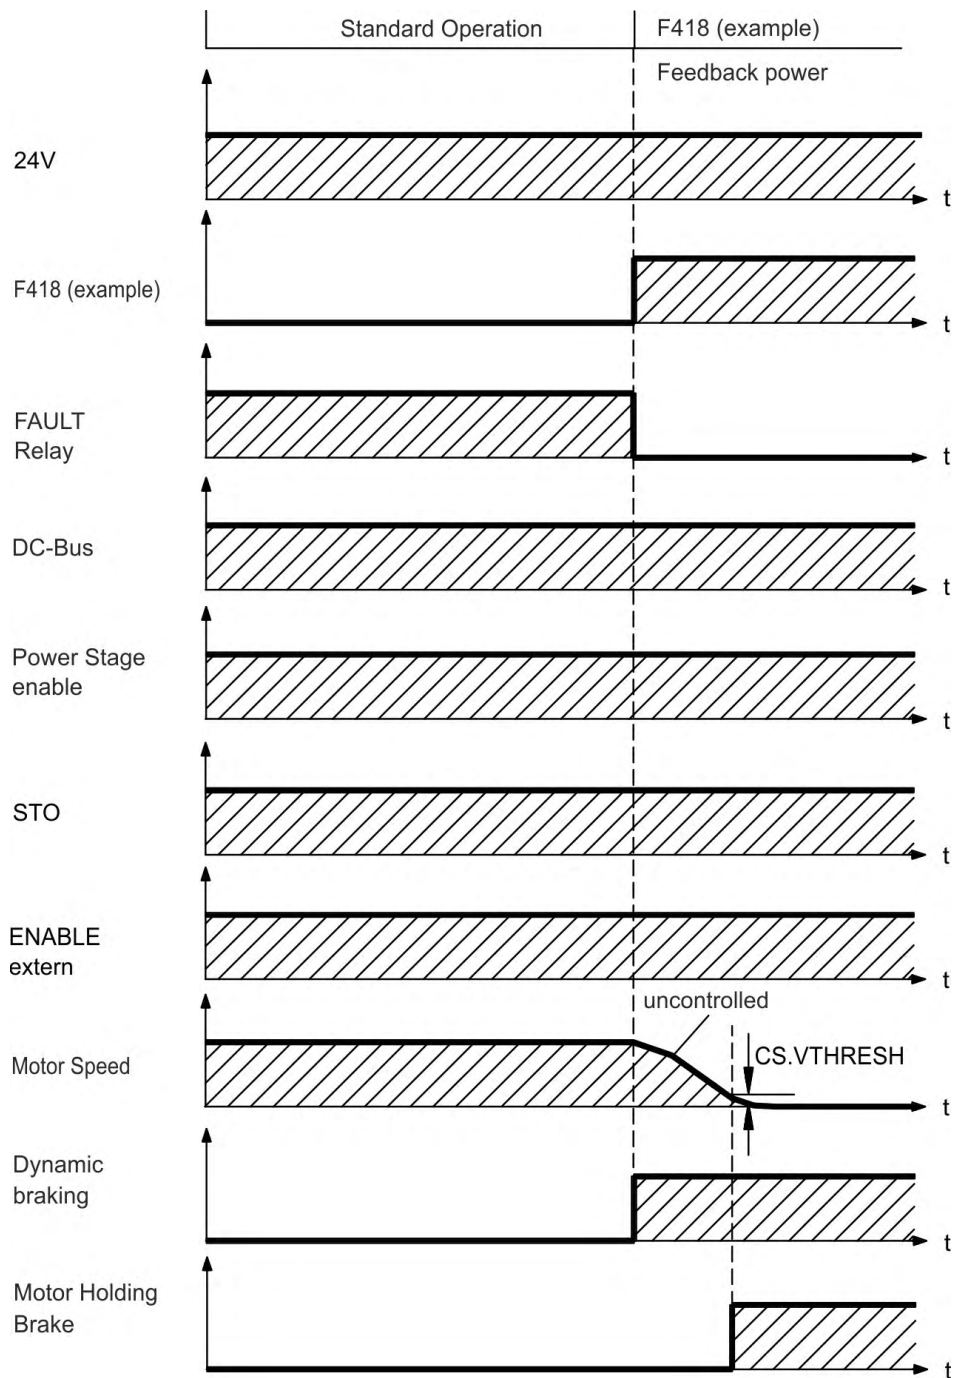 Standard Operation
F418 (example)
Feedback power
24V
t
F418 (example)
t
FAULT
Relay
t
DC-Bus
t
Power Stage
enable
t
STO
t
ENABLE
extern
t
uncontrolled
CS.VTHRESH
Motor Speed
t
Dynamic
braking
t
Motor Holding
Brake
t